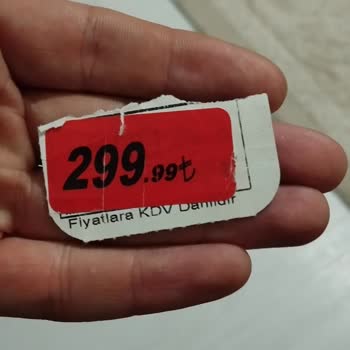 299.99₺
Fiyatlara KDV Dahildir